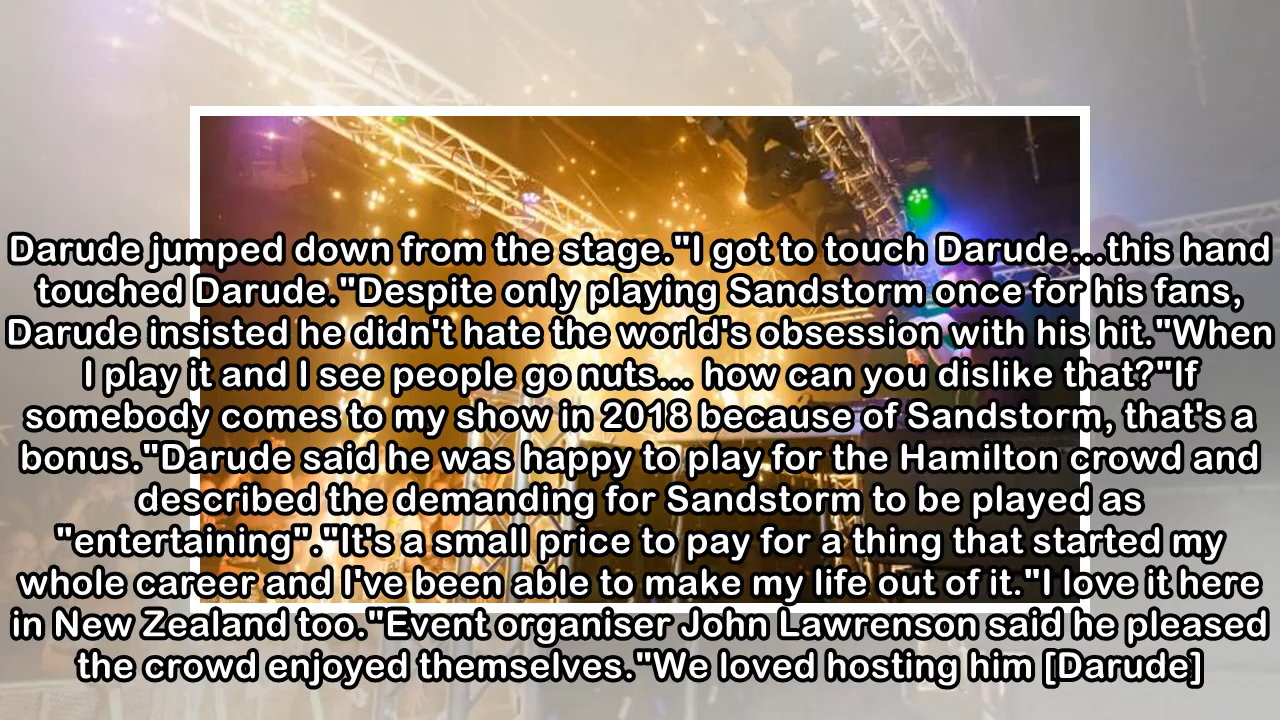 Darude jumped down from the stage."I got to touch Darude...this hand
touched Darude."Despite only playing Sandstorm once for his fans,
Darude insisted he didn't hate the world's obsession with his hit."When
I play it and I see people go nuts... how can you dislike that?"If
somebody comes to my show in 2018 because of Sandstorm, that's a
bonus."Darude said he was happy to play for the Hamilton crowd and
described the demanding for Sandstorm to be played as
"entertaining"."It's a small price to pay for a thing that started my
whole career and I've been able to make my life out of it."I love it here
in New Zealand too."Event organiser John Lawrenson said he pleased
the crowd enjoyed themselves."We loved hosting him [Darude]